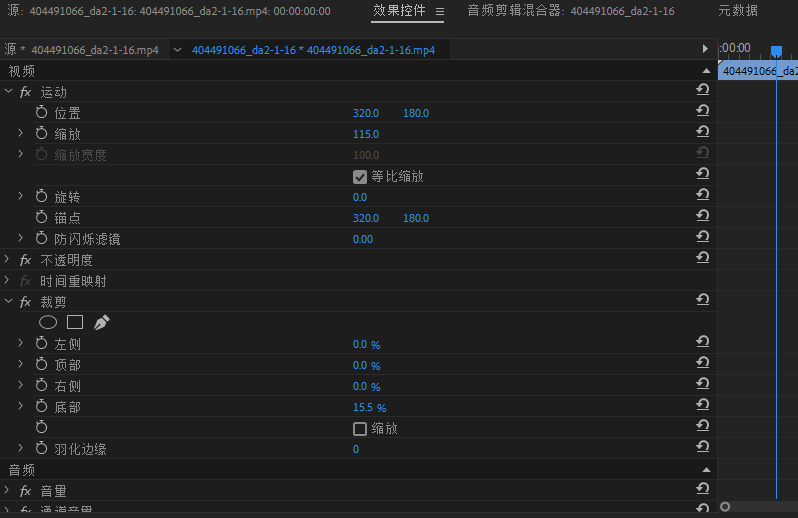 源: 404491066_da2-1-16: 404491066_da2-1-16.mp4: 00:00:00:00 效果控件 音频剪辑混合器: 404491066_da2-1-16 元数据
源 * 404491066_da2-1-16.mp4 404491066_da2-1-16 * 404491066_da2-1-16.mp4 :00:00
视频 404491066_da2
fx 运动
位置 320.0 180.0
缩放 115.0
缩放宽度 100.0
等比缩放
旋转 0.0
锚点 320.0 180.0
防闪烁滤镜 0.00
fx 不透明度
fx 时间重映射
fx 裁剪
左侧 0.0 %
顶部 0.0 %
右侧 0.0 %
底部 15.5 %
缩放
羽化边缘 0
音频
fx 音量
fx 通道音量